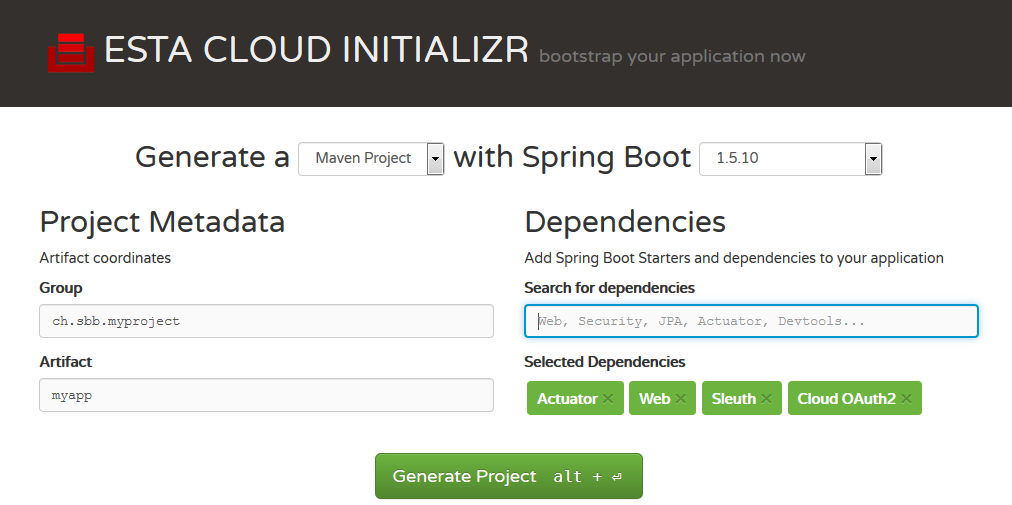 ESTA CLOUD INITIALIZR bootstrap your application now
Generate a Maven Project with Spring Boot 1.5.10
Project Metadata
Artifact coordinates
Group
ch.sbb.myproject
Artifact
myapp
Dependencies
Add Spring Boot Starters and dependencies to your application
Search for dependencies
Web, Security, JPA, Actuator, Devtools...
Selected Dependencies
Actuator × Web × Sleuth × Cloud OAuth2 ×
Generate Project alt + ⏎